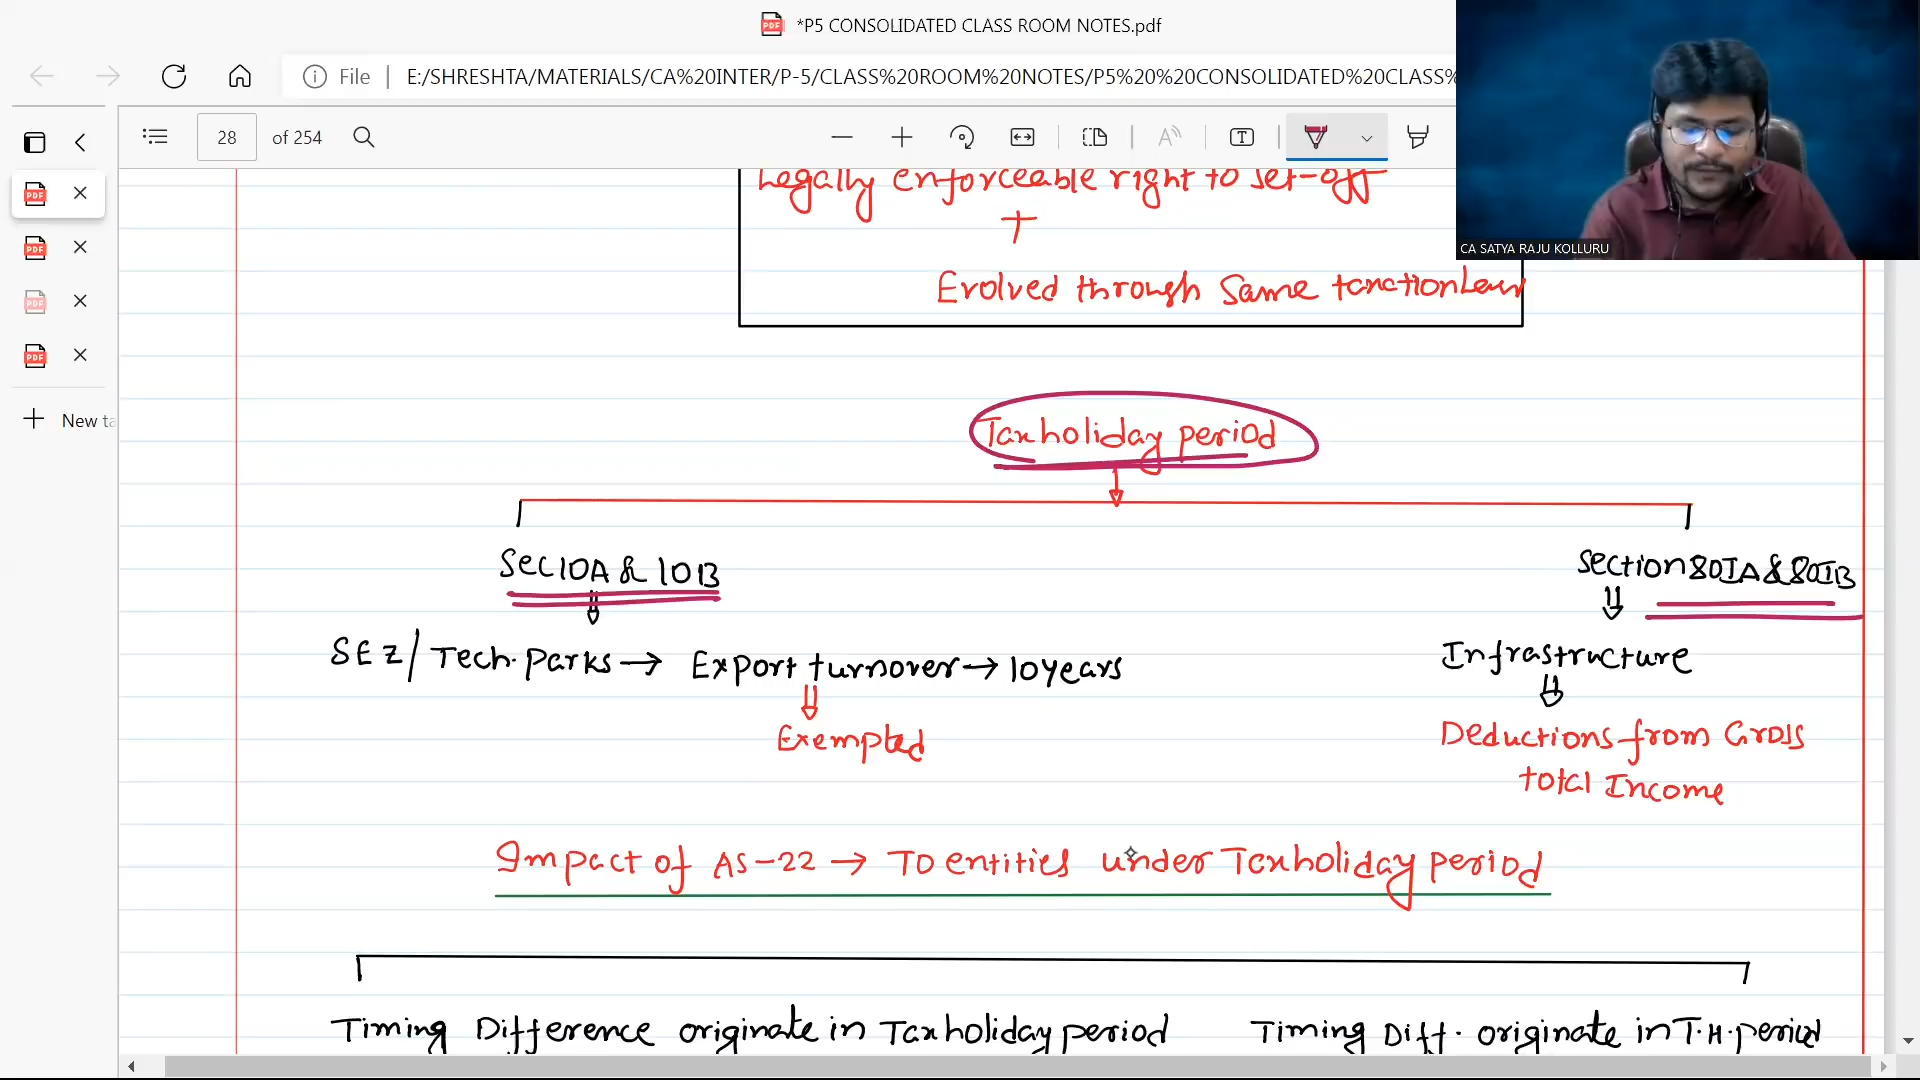 *P5 CONSOLIDATED CLASS ROOM NOTES.pdf
File E:/SHRESHTA/MATERIALS/CA%20INTER/P-5/CLASS%20ROOM%20NOTES/P5%20%20CONSOLIDATED%20CLASS%
28 of 254
CA SATYA RAJU KOLLURU
Legally enforceable right to set-off
+
Evolved through Same
New ta
Taxholiday period
Sec10A & 10B
Section80IA&80IB
SEZ/Tech.parks → Export turnover → 10years
Infrastructure
Exempted
Deductions from Gross
total Income
Impact of AS-22 → To entities under Taxholiday period
Timing Difference originate in Taxholiday period
Timing Diff. originate in T.H.period